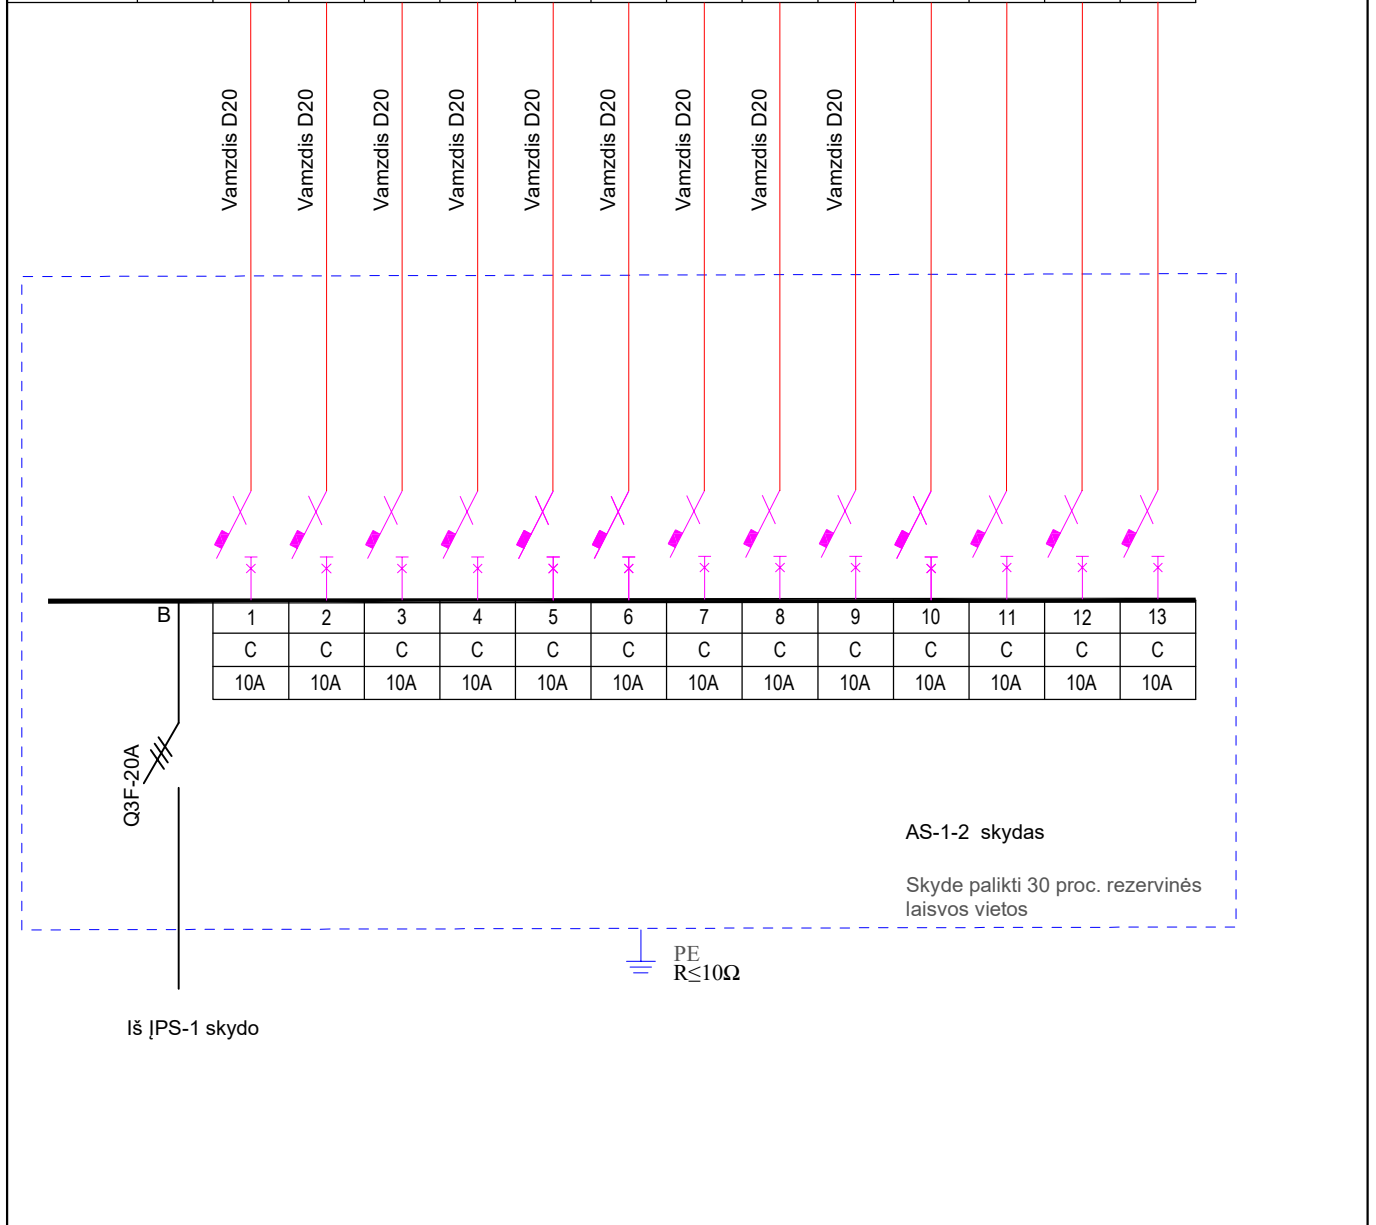 Vamzdis D20
Vamzdis D20
Vamzdis D20
Vamzdis D20
Vamzdis D20
Vamzdis D20
Vamzdis D20
Vamzdis D20
Vamzdis D20
B 1 2 3 4 5 6 7 8 9 10 11 12 13
C C C C C C C C C C C C C
10A 10A 10A 10A 10A 10A 10A 10A 10A 10A 10A 10A 10A
Q3F-20A
AS-1-2 skydas
Skyde palikti 30 proc. rezervinės
laisvos vietos
PE
R≤10Ω
Iš ĮPS-1 skydo